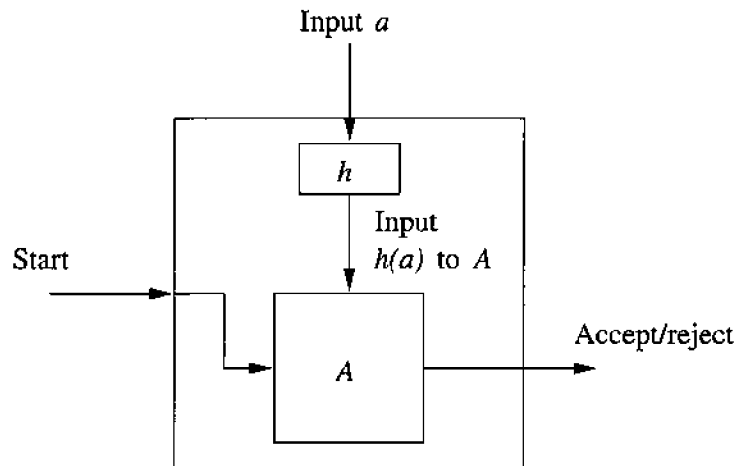 Input a
h
Input
h(a) to A
Start
Accept/reject
A